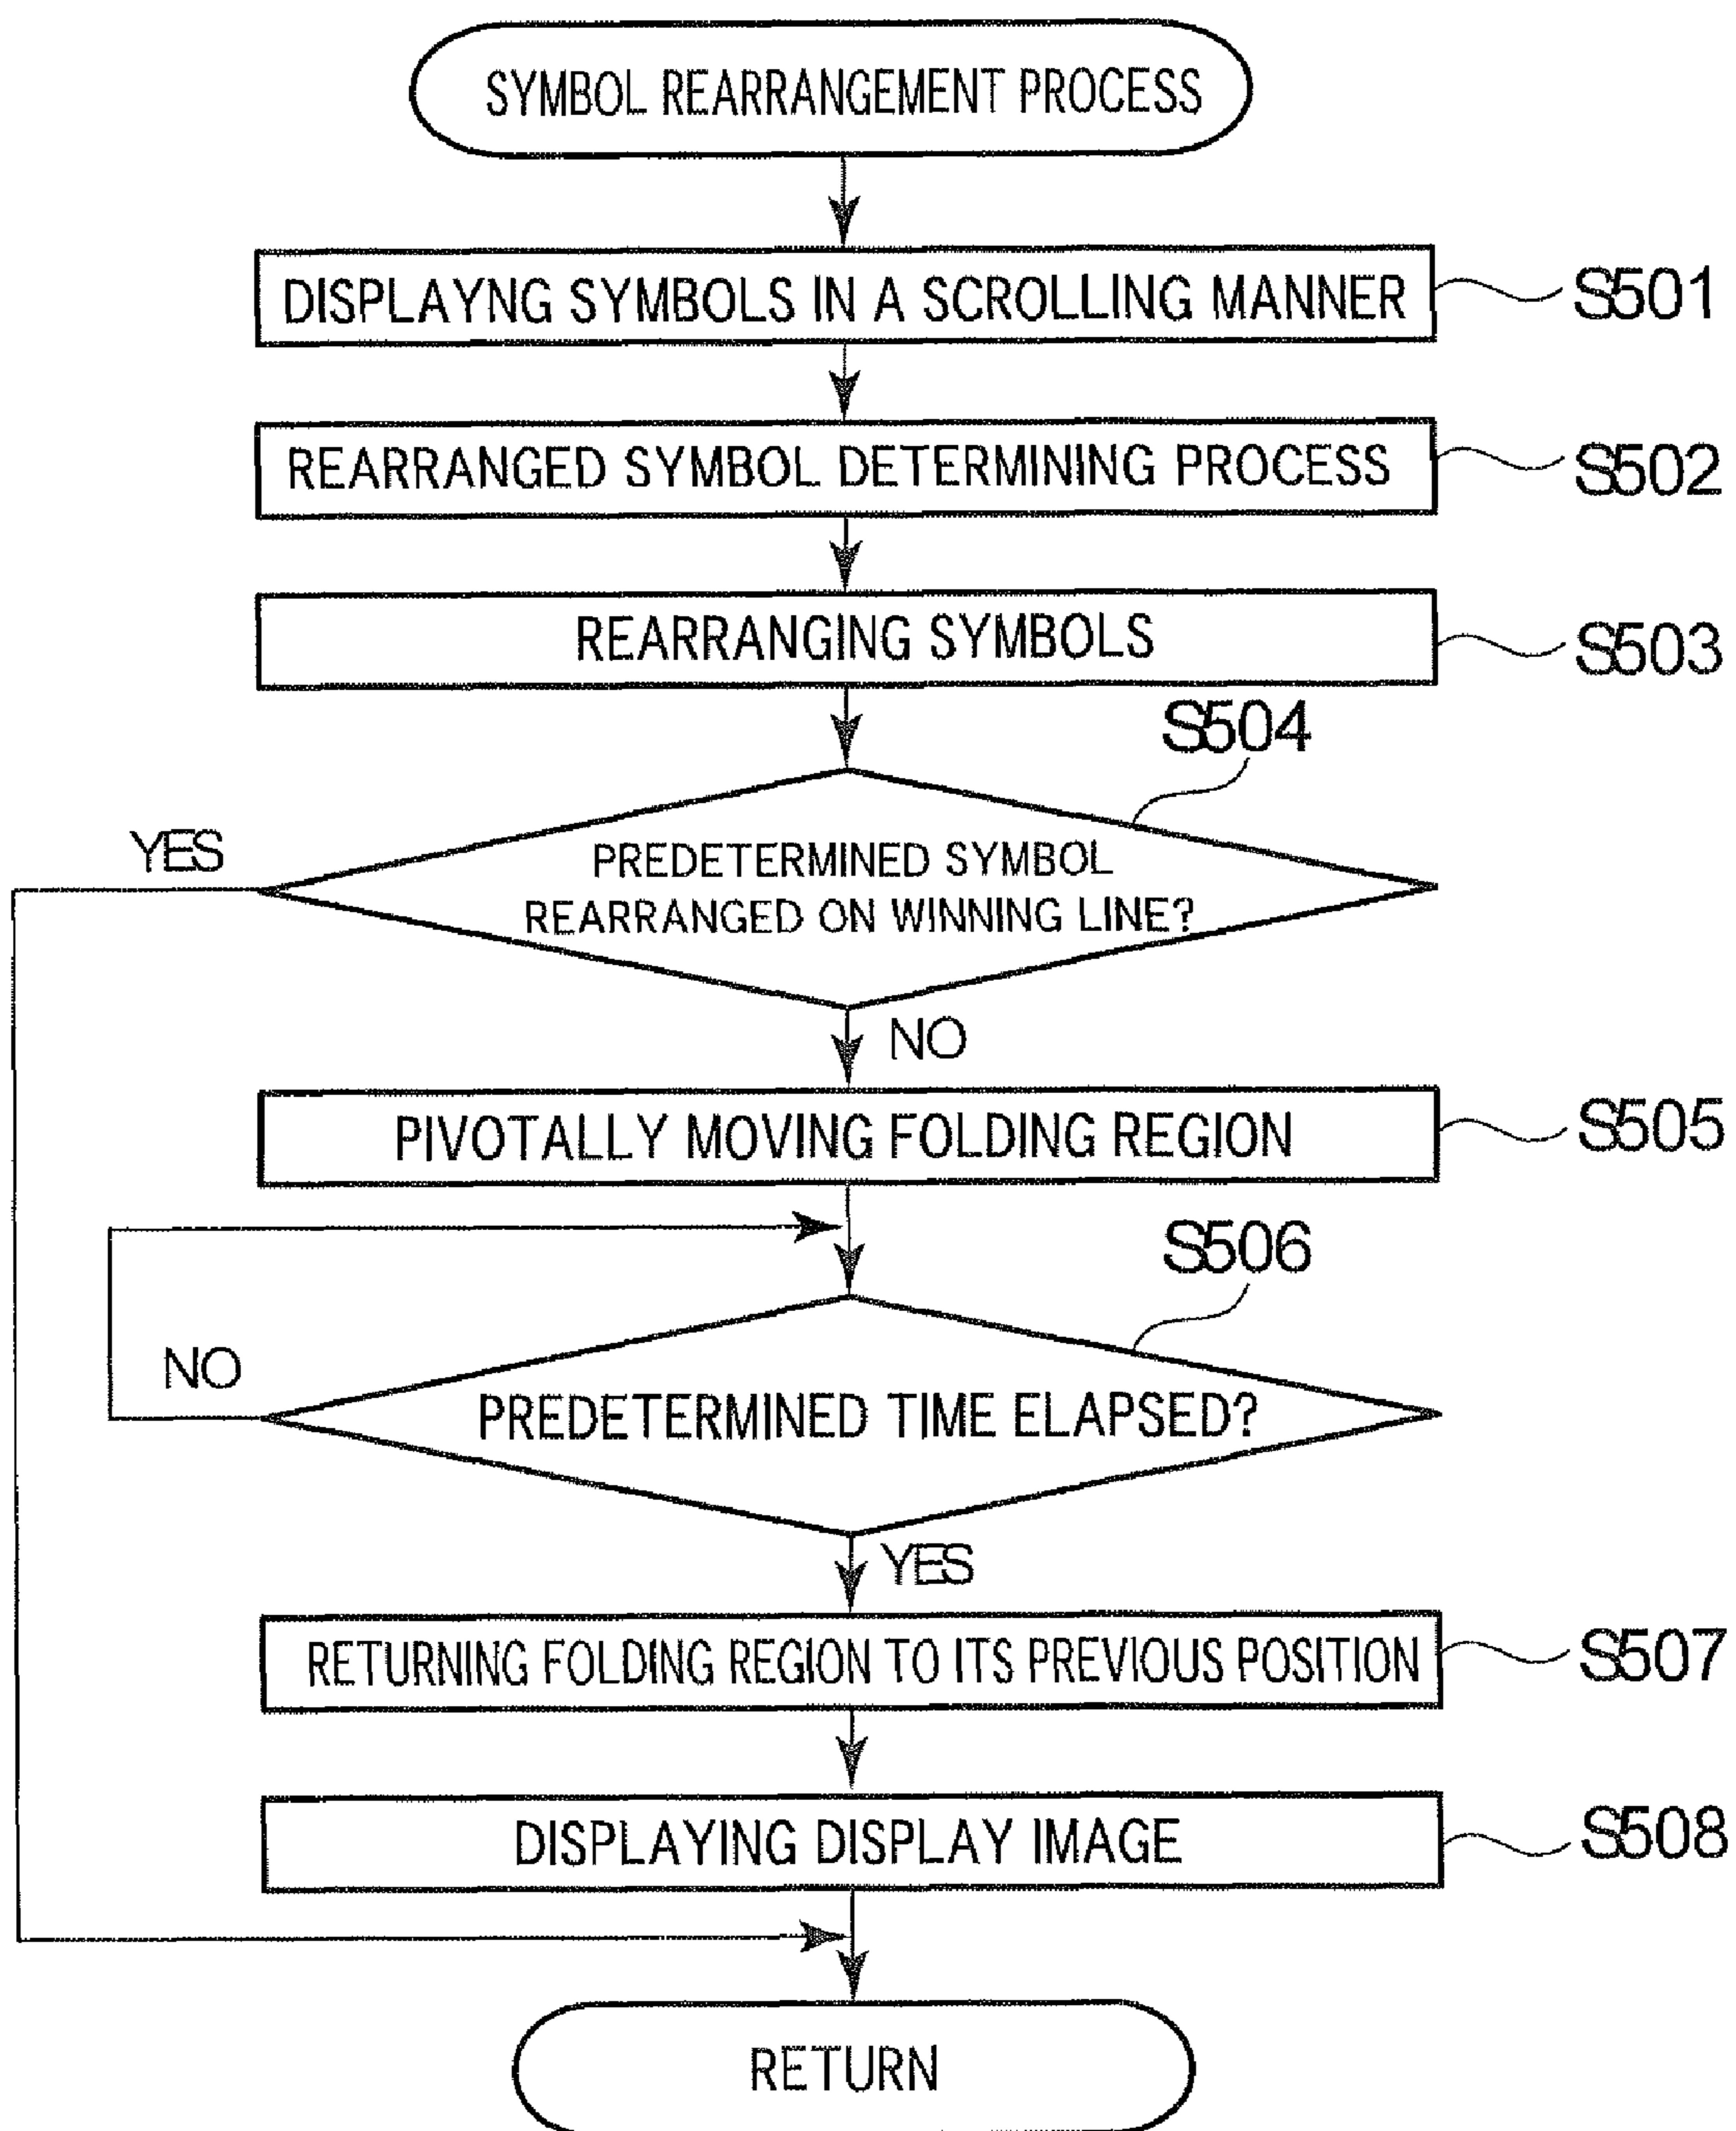 SYMBOL REARRANGEMENT PROCESS
DISPLAYNG SYMBOLS IN A SCROLLING MANNER
S501
REARRANGED SYMBOL DETERMINING PROCESS
S502
REARRANGING SYMBOLS
S503
S504
YES
PREDETERMINED SYMBOL
REARRANGED ON WINNING LINE?
NO
PIVOTALLY MOVING FOLDING REGION
S505
S506
NO
PREDETERMINED TIME ELAPSED?
YES
RETURNING FOLDING REGION TO ITS PREVIOUS POSITION
S507
DISPLAYING DISPLAY IMAGE
S508
RETURN